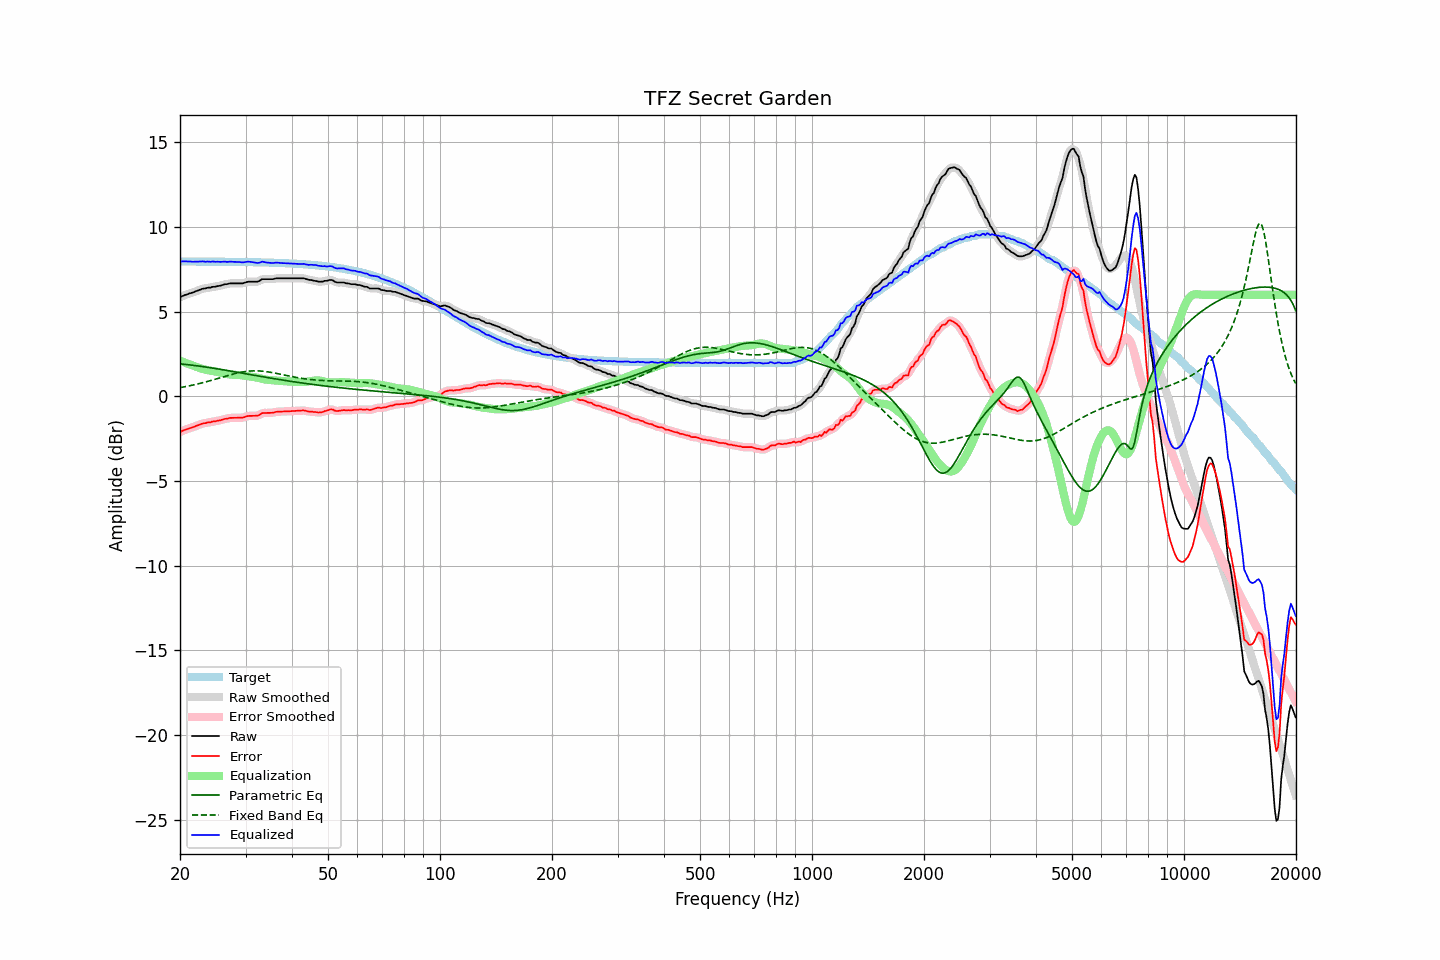 TFZ Secret Garden
15
10
5
0
−5
−10
−15
−20
−25
Amplitude (dBr)
Target
Raw Smoothed
Error Smoothed
Raw
Error
Equalization
Parametric Eq
Fixed Band Eq
Equalized
20 50 100 200 500 1000 2000 5000 10000 20000
Frequency (Hz)